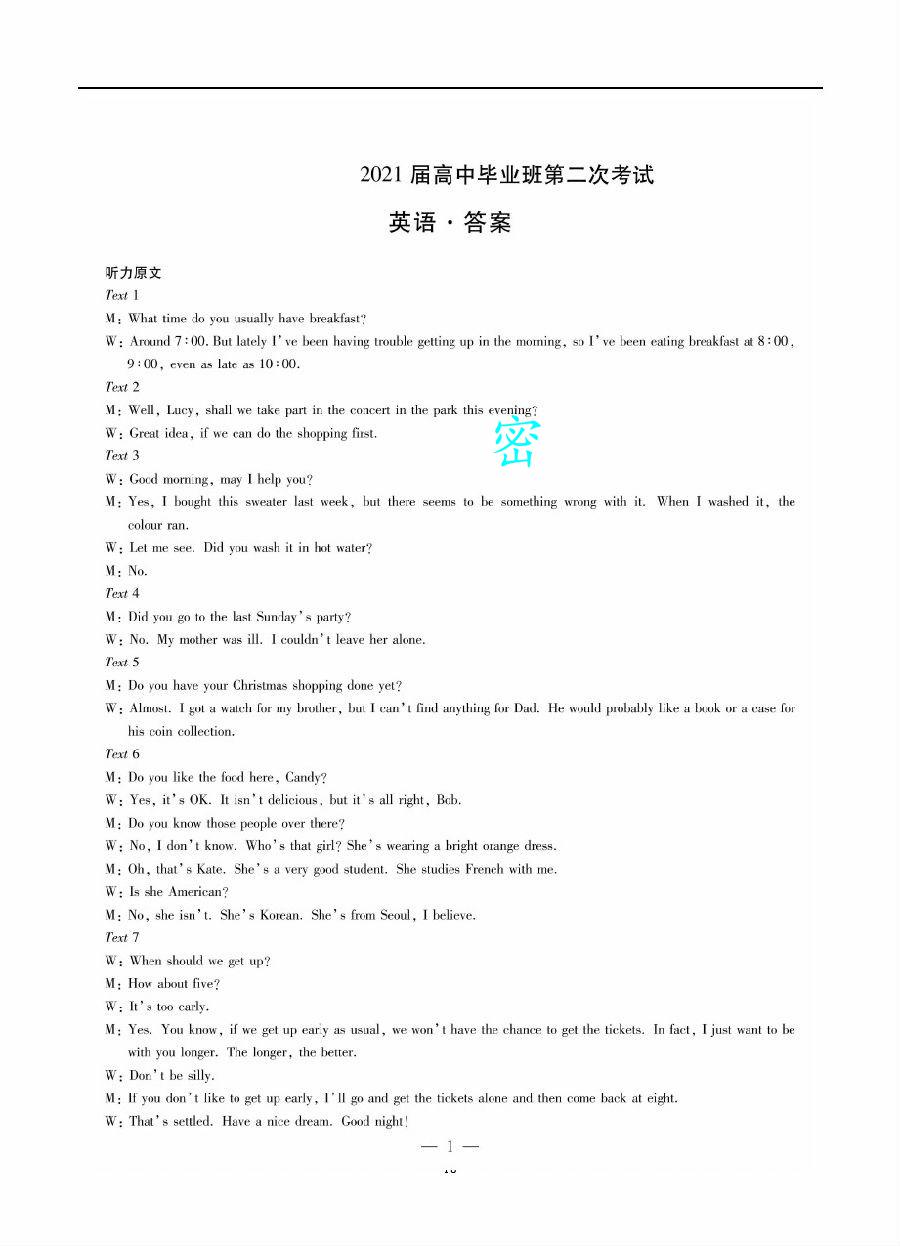 2021 届高中毕业班第二次考试
英语·答案
听力原文
Text 1
M: What time do you usually have breakfast?
W: Around 7:00. But lately I've been having trouble getting up in the morning, so I've been eating breakfast at 8:00,
9:00, even as late as 10:00.
Text 2
M: Well, Lucy, shall we take part in the concert in the park this evening?
密
W: Great idea, if we can do the shopping first.
Text 3
W: Good morning, may I help you?
M: Yes, I bought this sweater last week, but there seems to be something wrong with it. When I washed it, the
colour ran.
W: Let me see. Did you wash it in hot water?
M: No.
Text 4
M: Did you go to the last Sunday's party?
W: No. My mother was ill. I couldn't leave her alone.
Text 5
M: Do you have your Christmas shopping done yet?
W: Almost. I got a watch for my brother, but I can't find anything for Dad. He would probably like a book or a case for
his coin collection.
Text 6
M: Do you like the food here, Candy?
W: Yes, it's OK. It isn't delicious, but it's all right, Bob.
M: Do you know those people over there?
W: No, I don't know. Who's that girl? She's wearing a bright orange dress.
M: Oh, that's Kate. She's a very good student. She studies French with me.
W: Is she American?
M: No, she isn't. She's Korean. She's from Seoul, I believe.
Text 7
W: When should we get up?
M: How about five?
W: It's too early.
M: Yes. You know, if we get up early as usual, we won't have the chance to get the tickets. In fact, I just want to be
with you longer. The longer, the better.
W: Don't be silly.
M: If you don't like to get up early, I'll go and get the tickets alone and then come back at eight.
W: That's settled. Have a nice dream. Good night!
— 1 —